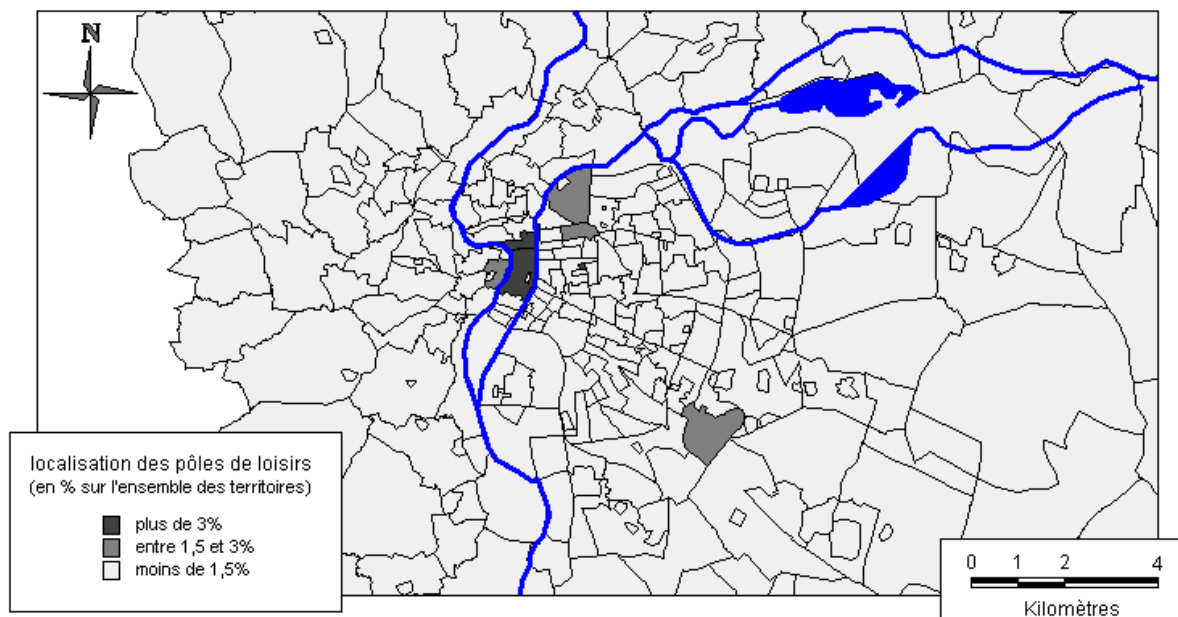 N
localisation des pôles de loisirs
(en % sur l'ensemble des territoires)
plus de 3%
entre 1,5 et 3%
moins de 1,5%
0 1 2 4
Kilomètres